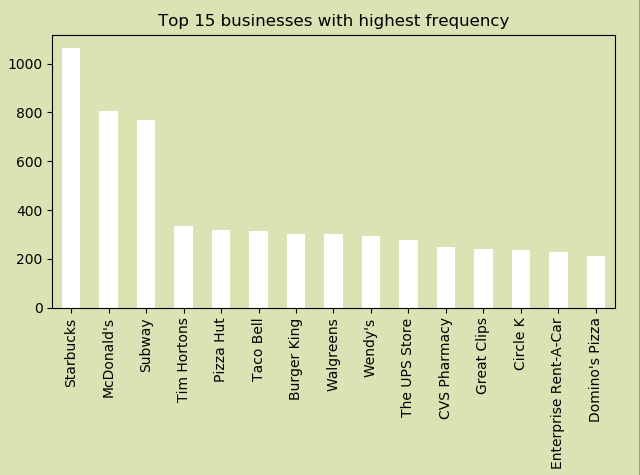 Top 15 businesses with highest frequency
1000
800
600
400
200
0
Starbucks
McDonald's
Subway
Tim Hortons
Pizza Hut
Taco Bell
Burger King
Walgreens
Wendy's
The UPS Store
CVS Pharmacy
Great Clips
Circle K
Enterprise Rent-A-Car
Domino's Pizza